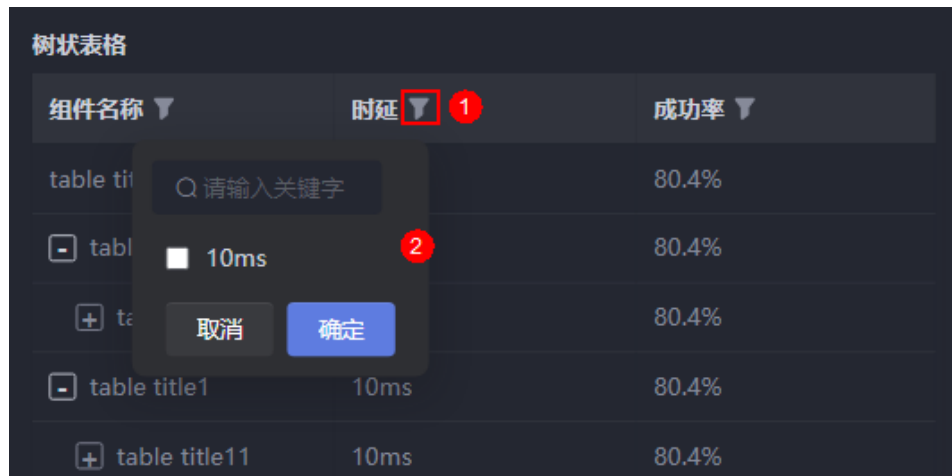 树状表格
组件名称 时延 1 成功率
table tit 80.4%
请输入关键字
- tabl 2 80.4%
10ms
+ ta 80.4%
取消 确定
- table title1 10ms 80.4%
+ table title11 10ms 80.4%